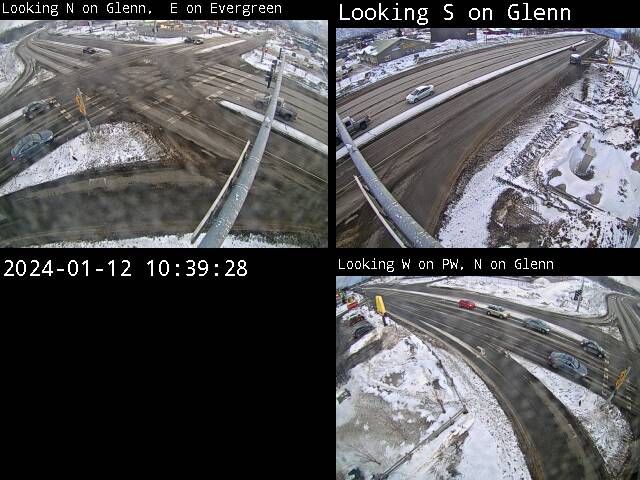 Looking N on Glenn,  E on Evergreen
Looking S on Glenn
2024-01-12 10:39:28
Looking W on PW, N on Glenn